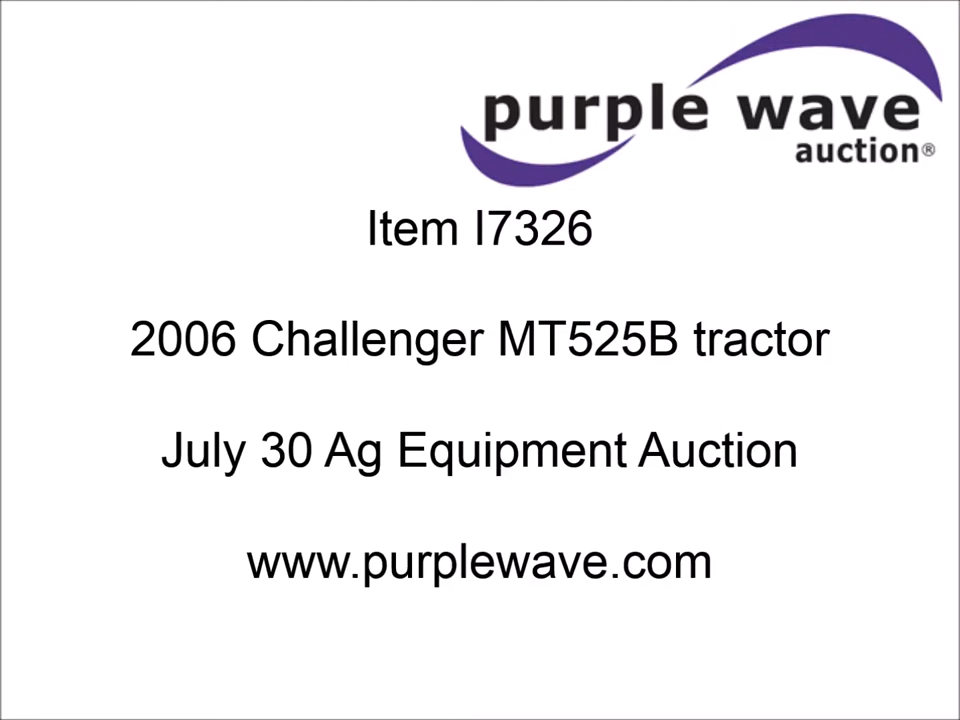 purple wave
auction®
Item I7326
2006 Challenger MT525B tractor
July 30 Ag Equipment Auction
www.purplewave.com